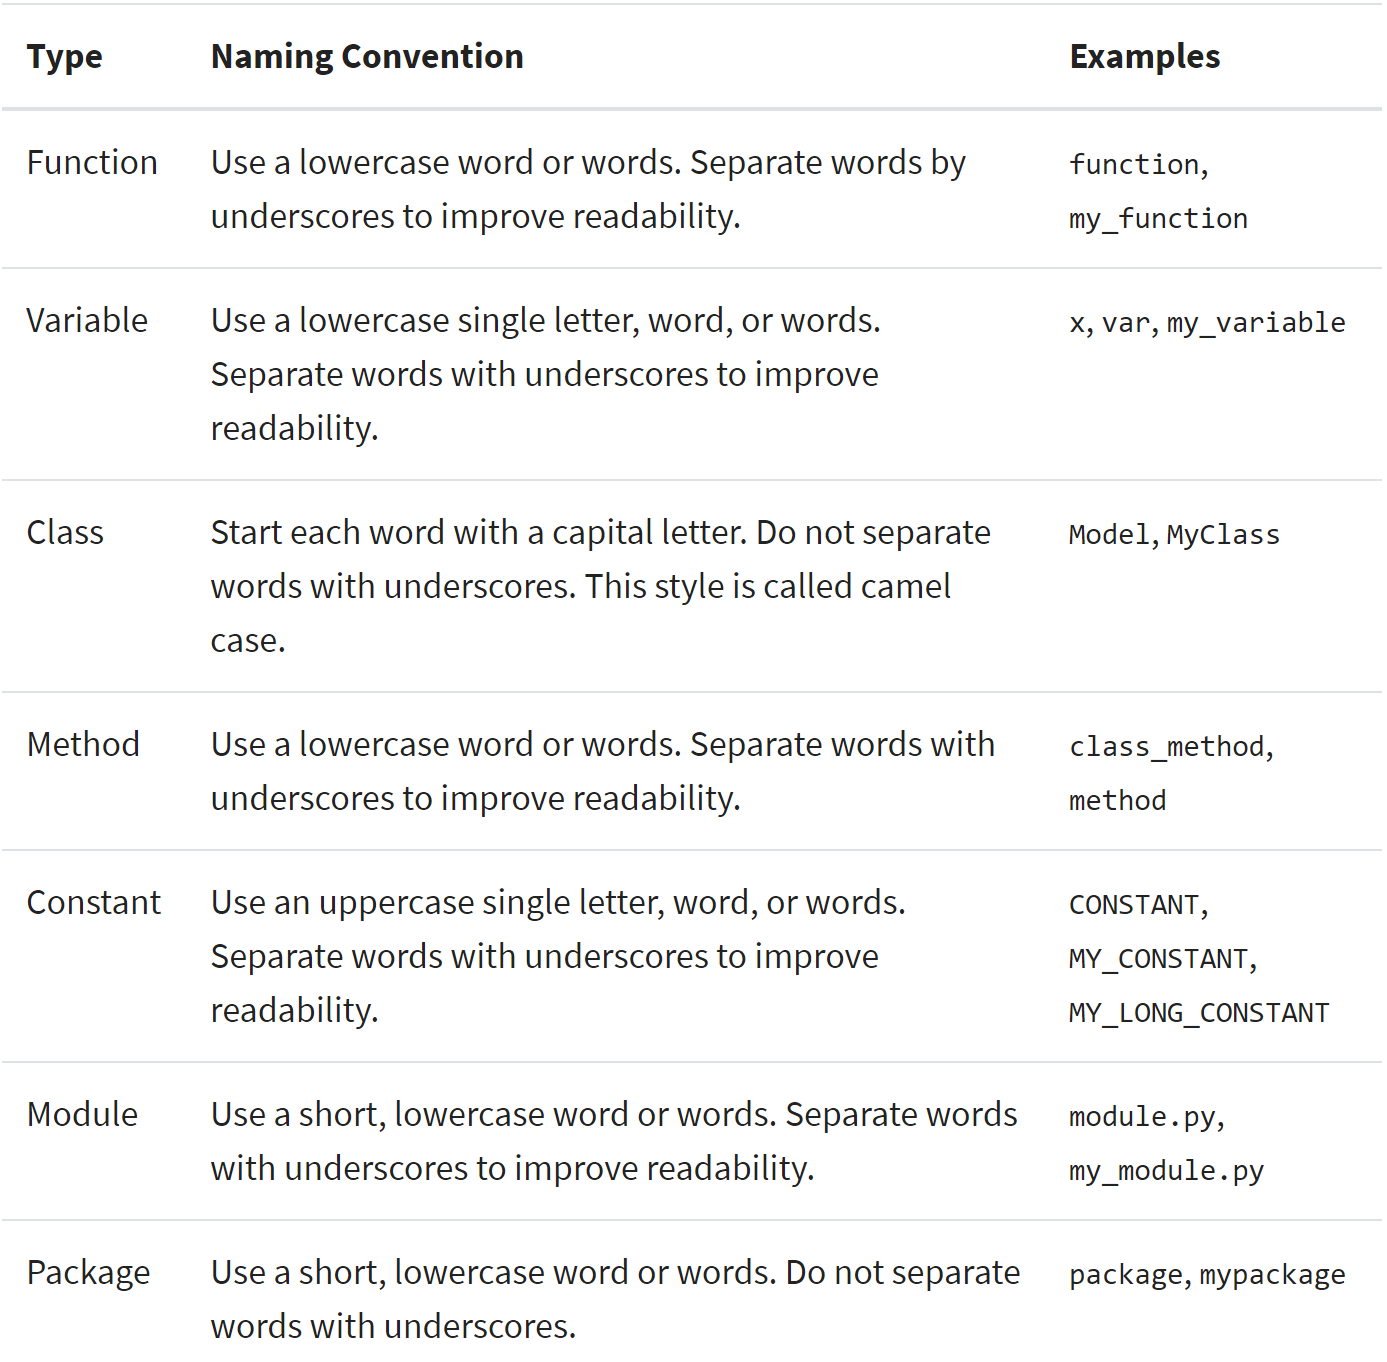 Type Naming Convention Examples
Function Use a lowercase word or words. Separate words by function,
underscores to improve readability. my_function
Variable Use a lowercase single letter, word, or words. x, var, my_variable
Separate words with underscores to improve
readability.
Class Start each word with a capital letter. Do not separate Model, MyClass
words with underscores. This style is called camel
case.
Method Use a lowercase word or words. Separate words with class_method,
underscores to improve readability. method
Constant Use an uppercase single letter, word, or words. CONSTANT,
Separate words with underscores to improve MY_CONSTANT,
readability. MY_LONG_CONSTANT
Module Use a short, lowercase word or words. Separate words module.py,
with underscores to improve readability. my_module.py
Package Use a short, lowercase word or words. Do not separate package, mypackage
words with underscores.